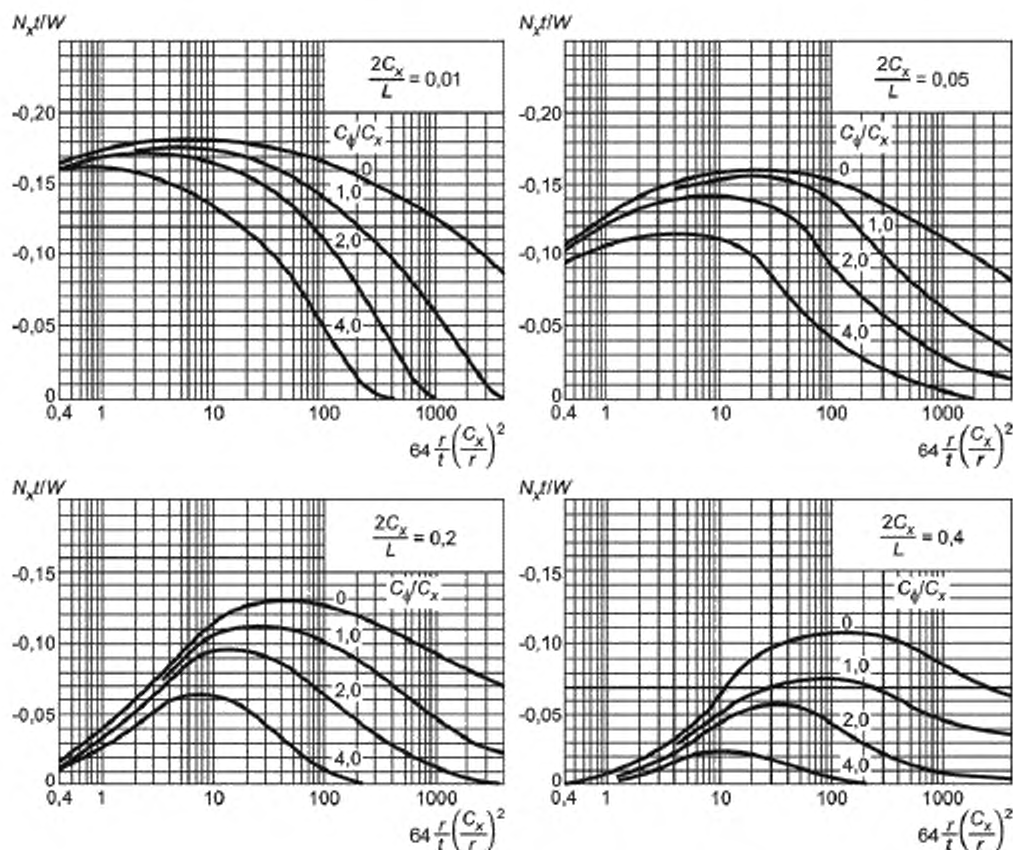 N_x t/W
2C_x/L = 0,01
-0,20
C_ϕ/C_x
0
-0,15
1,0
2,0
-0,10
-0,05
4,0
0
0,4 1 10 100 1000
64 r/t (C_x/r)²
N_x t/W
2C_x/L = 0,05
-0,20
C_ϕ/C_x
0
-0,15
1,0
-0,10
2,0
-0,05
4,0
0
0,4 1 10 100 1000
64 r/t (C_x/r)²
N_x t/W
2C_x/L = 0,2
-0,15
C_ϕ/C_x
0
-0,10
1,0
2,0
-0,05
4,0
0
0,4 1 10 100 1000
64 r/t (C_x/r)²
N_x t/W
2C_x/L = 0,4
-0,15
C_ϕ/C_x
0
-0,10
1,0
-0,05
2,0
4,0
0
0,4 1 10 100 1000
64 r/t (C_x/r)²